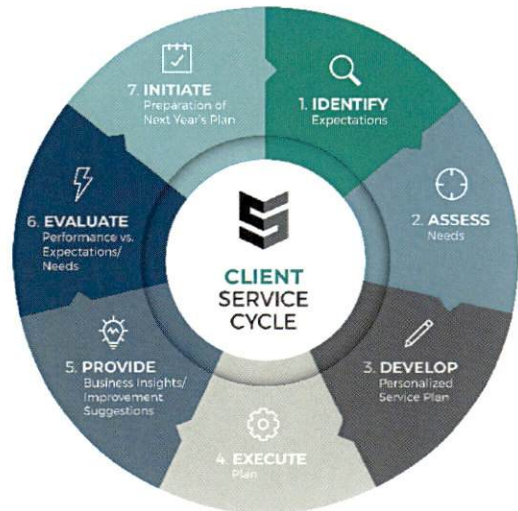 7. INITIATE
Preparation of
Next Year's Plan
1. IDENTIFY
Expectations
2. ASSESS
Needs
3. DEVELOP
Personalized
Service Plan
4. EXECUTE
Plan
5. PROVIDE
Business Insights/
Improvement
Suggestions
6. EVALUATE
Performance vs.
Expectations/
Needs
CLIENT
SERVICE
CYCLE